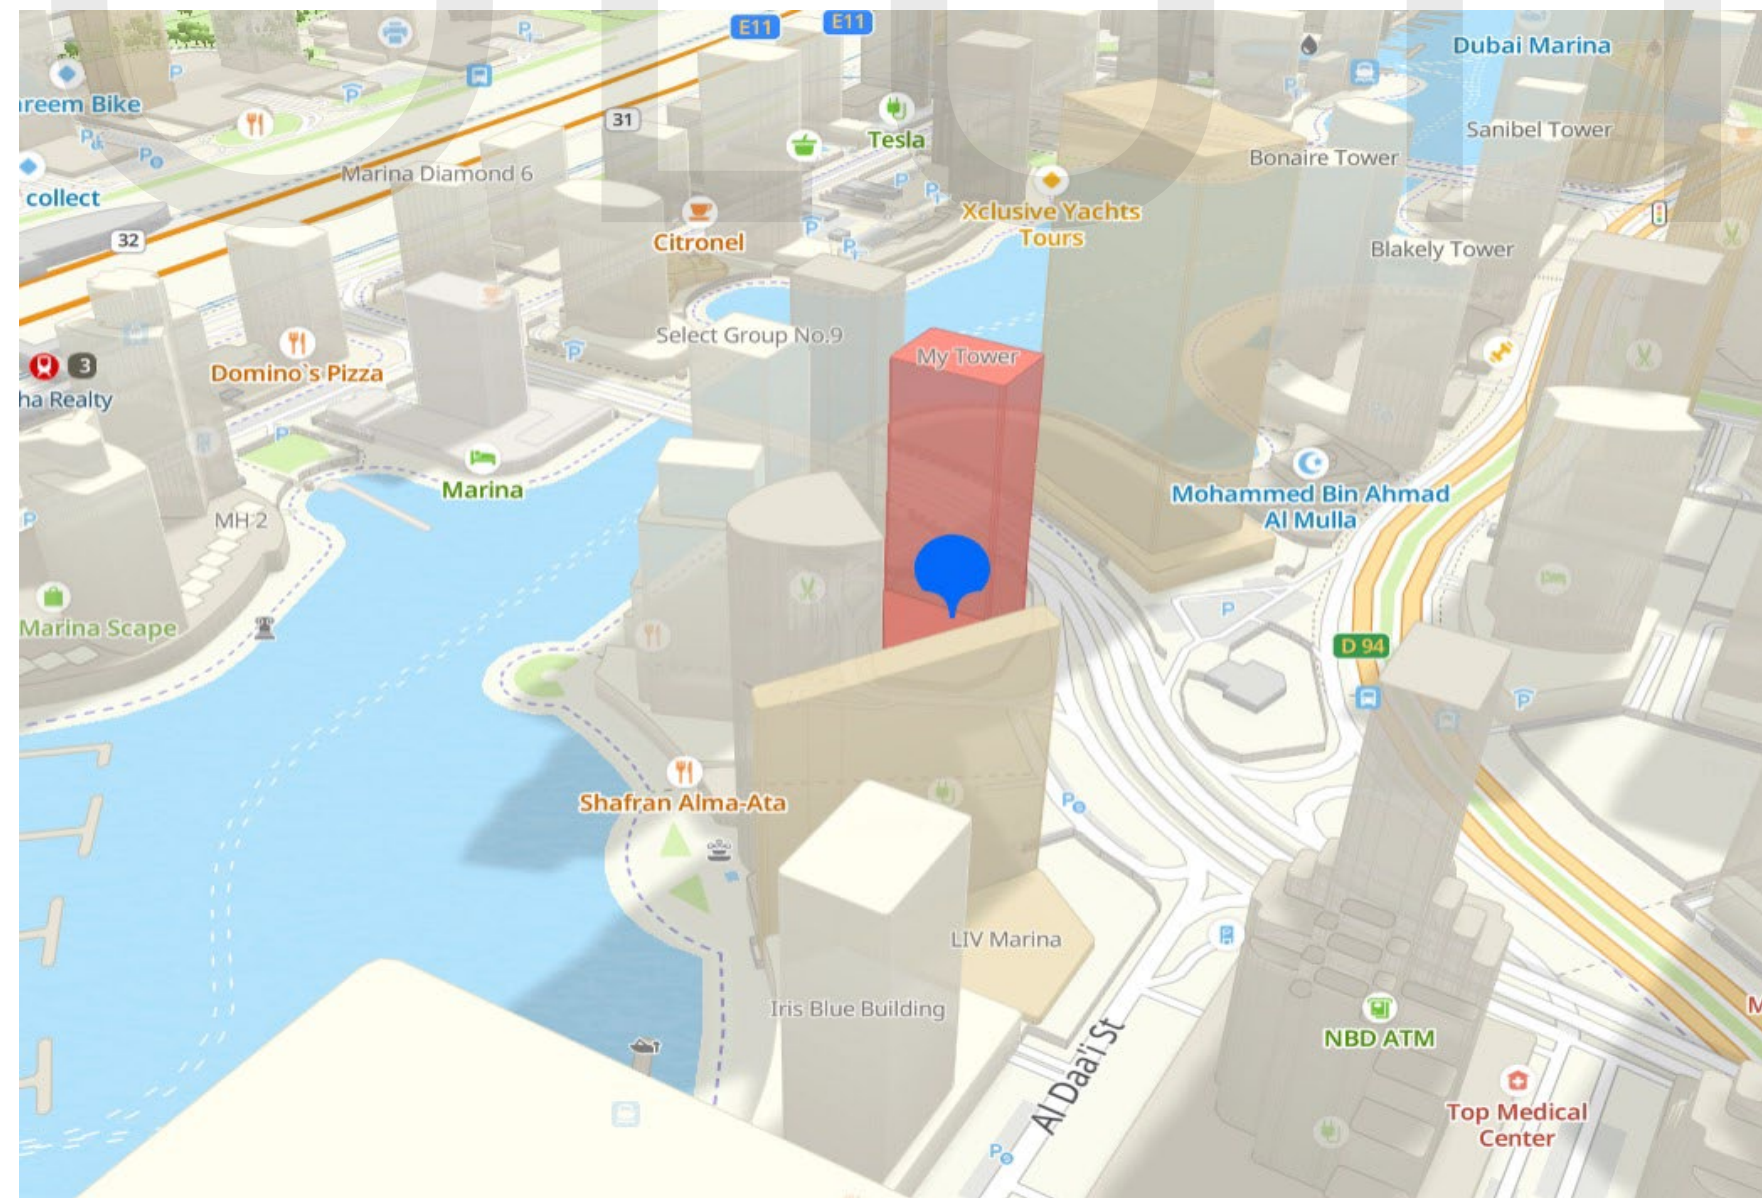 E11
E11
Dubai Marina
reem Bike
31
Sanibel Tower
Tesla
Bonaire Tower
Marina Diamond 6
collect
Xclusive Yachts
Tours
32
Citronel
Blakely Tower
Select Group No.9
My Tower
3
Domino`s Pizza
ha Realty
Marina
Mohammed Bin Ahmad
Al Mulla
MH 2
Marina Scape
D 94
Shafran Alma-Ata
LIV Marina
Iris Blue Building
NBD ATM
Al Daa'i St
Top Medical
Center